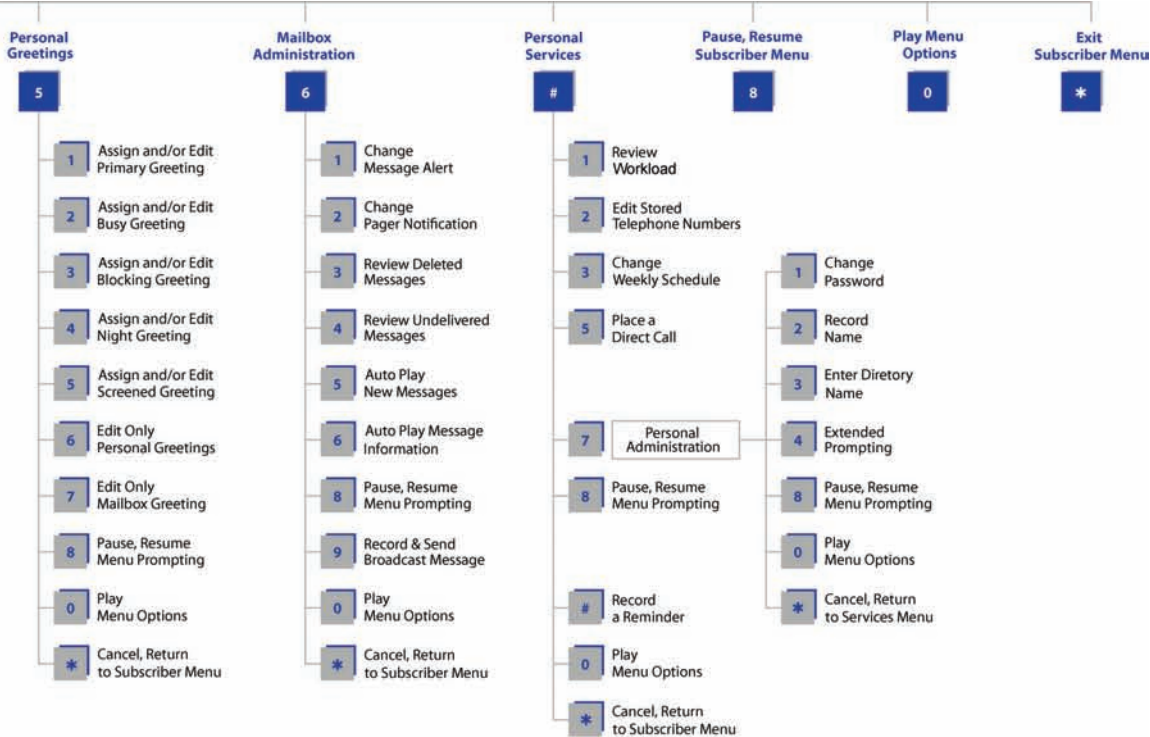 Personal
Greetings
5
1
Assign and/or Edit
Primary Greeting
2
Assign and/or Edit
Busy Greeting
3
Assign and/or Edit
Blocking Greeting
4
Assign and/or Edit
Night Greeting
5
Assign and/or Edit
Screened Greeting
6
Edit Only
Personal Greetings
7
Edit Only
Mailbox Greeting
8
Pause, Resume
Menu Prompting
0
Play
Menu Options
*
Cancel, Return
to Subscriber Menu
Mailbox
Administration
6
1
Change
Message Alert
2
Change
Pager Notification
3
Review Deleted
Messages
4
Review Undelivered
Messages
5
Auto Play
New Messages
6
Auto Play Message
Information
8
Pause, Resume
Menu Prompting
9
Record & Send
Broadcast Message
0
Play
Menu Options
*
Cancel, Return
to Subscriber Menu
Personal
Services
#
1
Review
Workload
2
Edit Stored
Telephone Numbers
3
Change
Weekly Schedule
5
Place a
Direct Call
7
Personal
Administration
8
Pause, Resume
Menu Prompting
#
Record
a Reminder
0
Play
Menu Options
*
Cancel, Return
to Subscriber Menu
1
Change
Password
2
Record
Name
3
Enter Diretory
Name
4
Extended
Prompting
8
Pause, Resume
Menu Prompting
0
Play
Menu Options
*
Cancel, Return
to Services Menu
Pause, Resume
Subscriber Menu
8
Play Menu
Options
0
Exit
Subscriber Menu
*